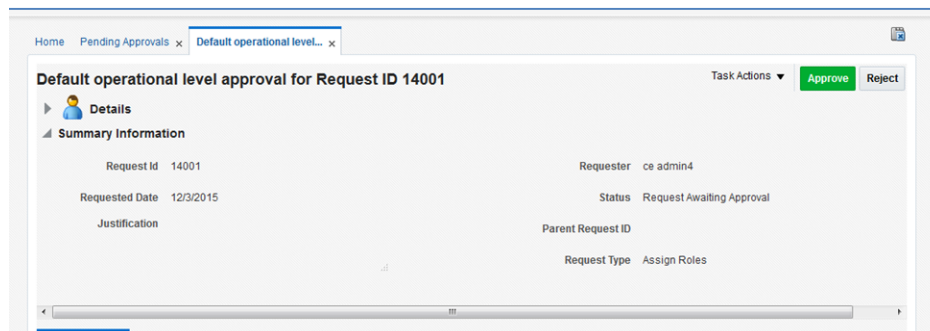 Home Pending Approvals x Default operational level... x
Default operational level approval for Request ID 14001 Task Actions ▼ Approve Reject
Details
Summary Information
Request Id 14001 Requester ce admin4
Requested Date 12/3/2015 Status Request Awaiting Approval
Justification
Parent Request ID
Request Type Assign Roles